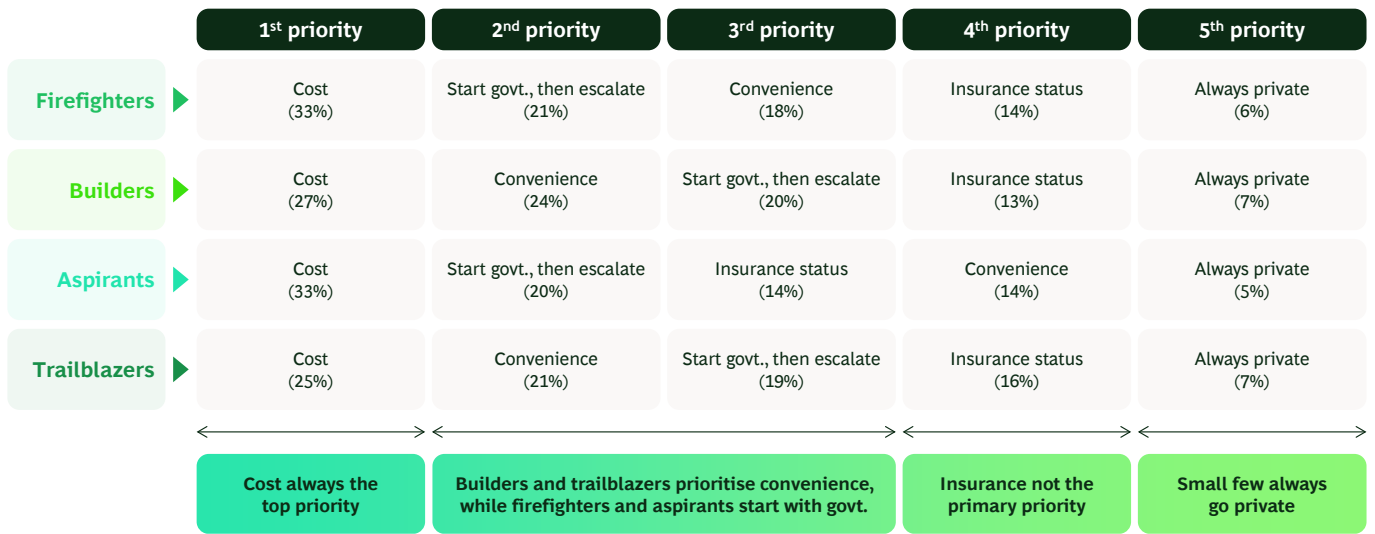 1st priority
2nd priority
3rd priority
4th priority
5th priority
Firefighters
Cost
(33%)
Start govt., then escalate
(21%)
Convenience
(18%)
Insurance status
(14%)
Always private
(6%)
Builders
Cost
(27%)
Convenience
(24%)
Start govt., then escalate
(20%)
Insurance status
(13%)
Always private
(7%)
Aspirants
Cost
(33%)
Start govt., then escalate
(20%)
Insurance status
(14%)
Convenience
(14%)
Always private
(5%)
Trailblazers
Cost
(25%)
Convenience
(21%)
Start govt., then escalate
(19%)
Insurance status
(16%)
Always private
(7%)
Cost always the
top priority
Builders and trailblazers prioritise convenience,
while firefighters and aspirants start with govt.
Insurance not the
primary priority
Small few always
go private